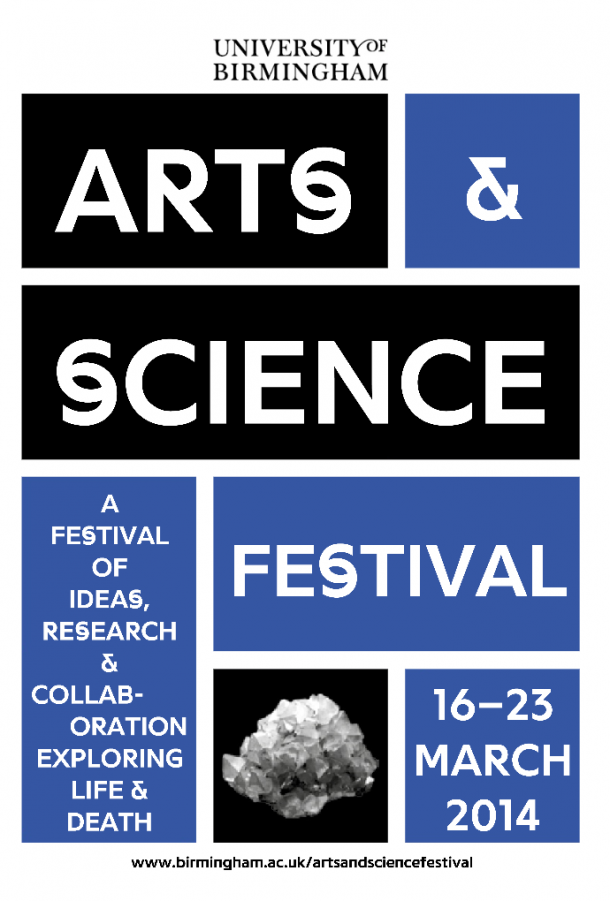 UNIVERSITY OF
BIRMINGHAM
ARTS &
SCIENCE
FESTIVAL
A
FESTIVAL
OF
IDEAS,
RESEARCH
&
COLLAB-
ORATION
EXPLORING
LIFE &
DEATH
16–23
MARCH
2014
www.birmingham.ac.uk/artsandsciencefestival